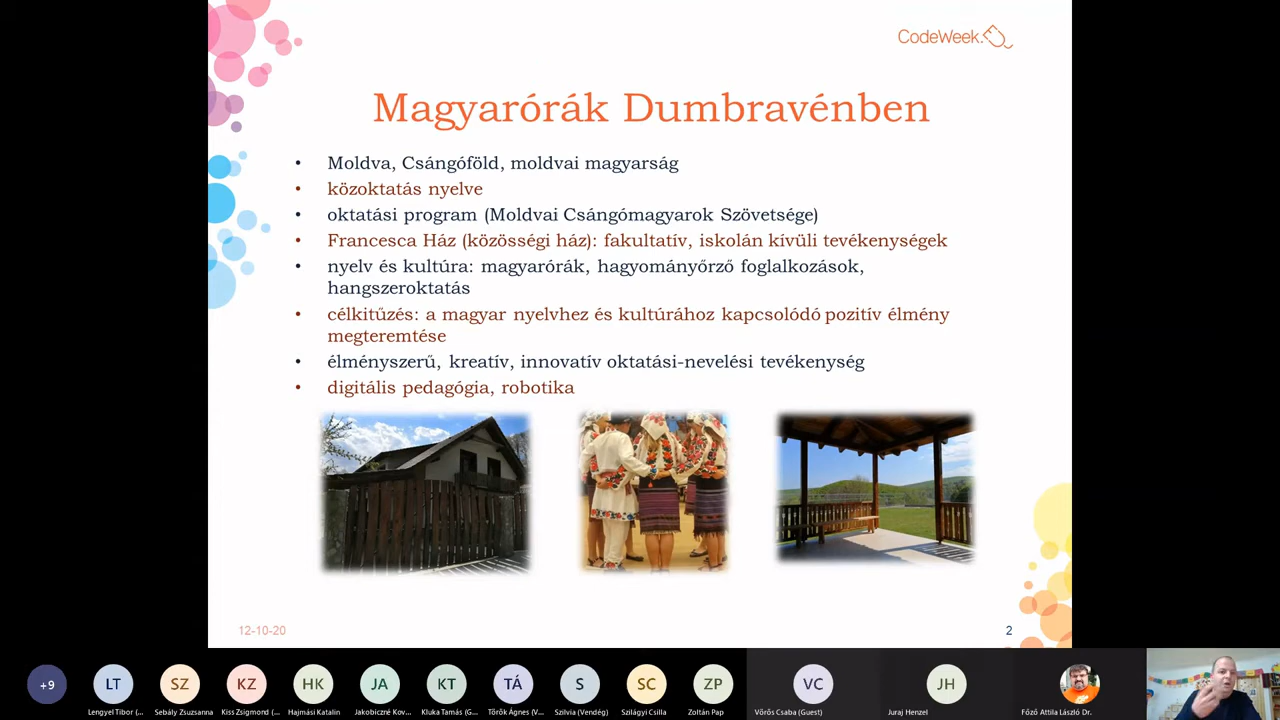 CodeWeek
Magyarórák Dumbravénben
• Moldva, Csángóföld, moldvai magyarság
• közoktatás nyelve
• oktatási program (Moldvai Csángómagyarok Szövetsége)
• Francesca Ház (közösségi ház): fakultatív, iskolán kívüli tevékenységek
• nyelv és kultúra: magyarórák, hagyományőrző foglalkozások,
hangszeroktatás
• célkitűzés: a magyar nyelvhez és kultúrához kapcsolódó pozitív élmény
megteremtése
• élményszerű, kreatív, innovatív oktatási-nevelési tevékenység
• digitális pedagógia, robotika
12-10-20
2
+9
LT
SZ
KZ
HK
JA
KT
TÁ
S
SC
ZP
VC
JH
Lengyel Tibor (...
Sebály Zsuzsanna
Kiss Zsigmond (...
Hajmási Katalin
Jakobiczné Kov...
Kluka Tamás (G...
Török Ágnes (V...
Szilvia (Vendég)
Szilágyi Csilla
Zoltán Pap
Vörös Csaba (Guest)
Juraj Henzel
Főző Attila László Dr.